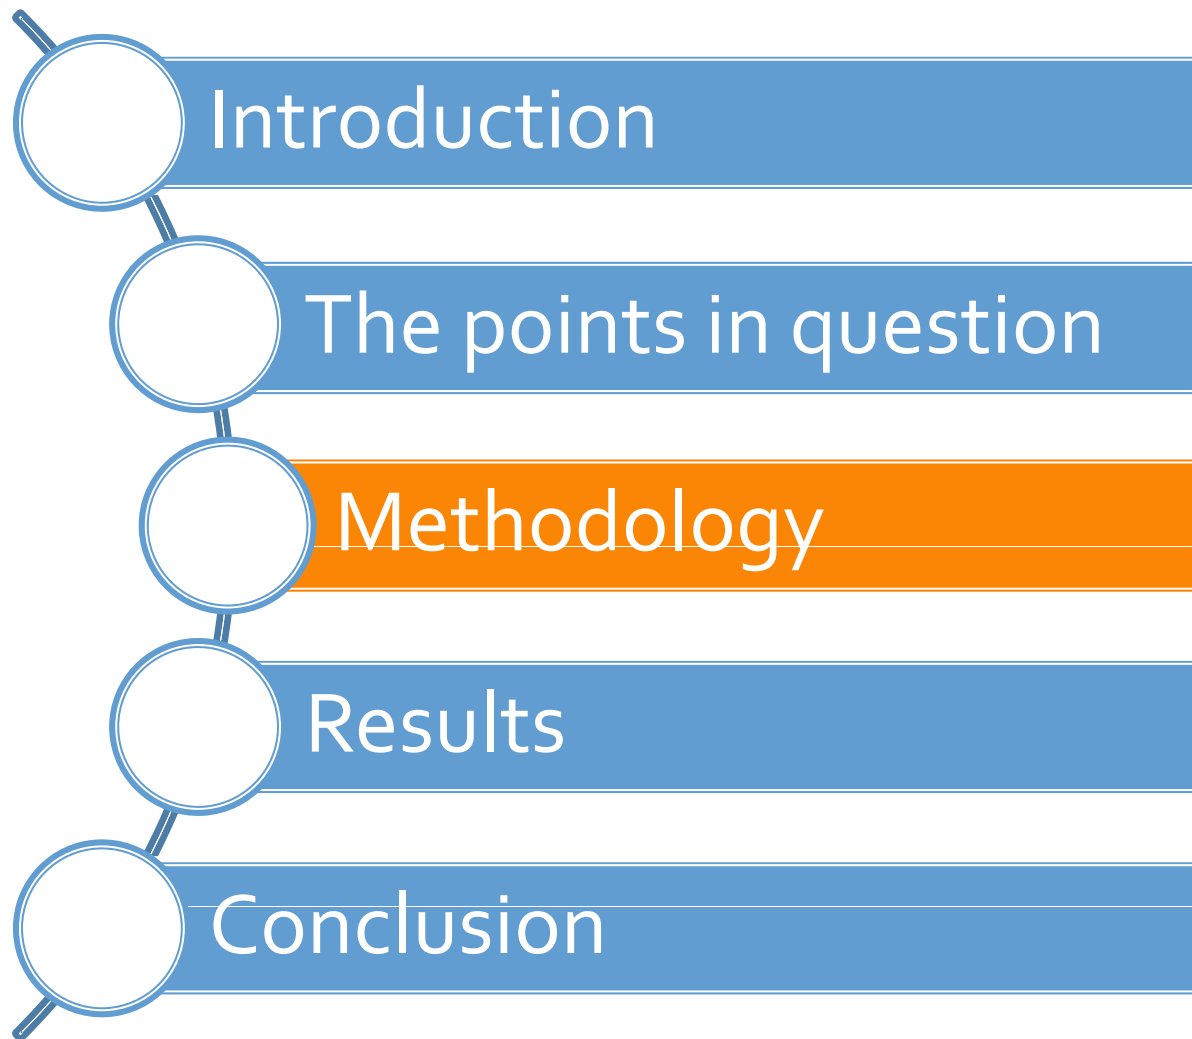 Introduction
The points in question
Methodology
Results
Conclusion